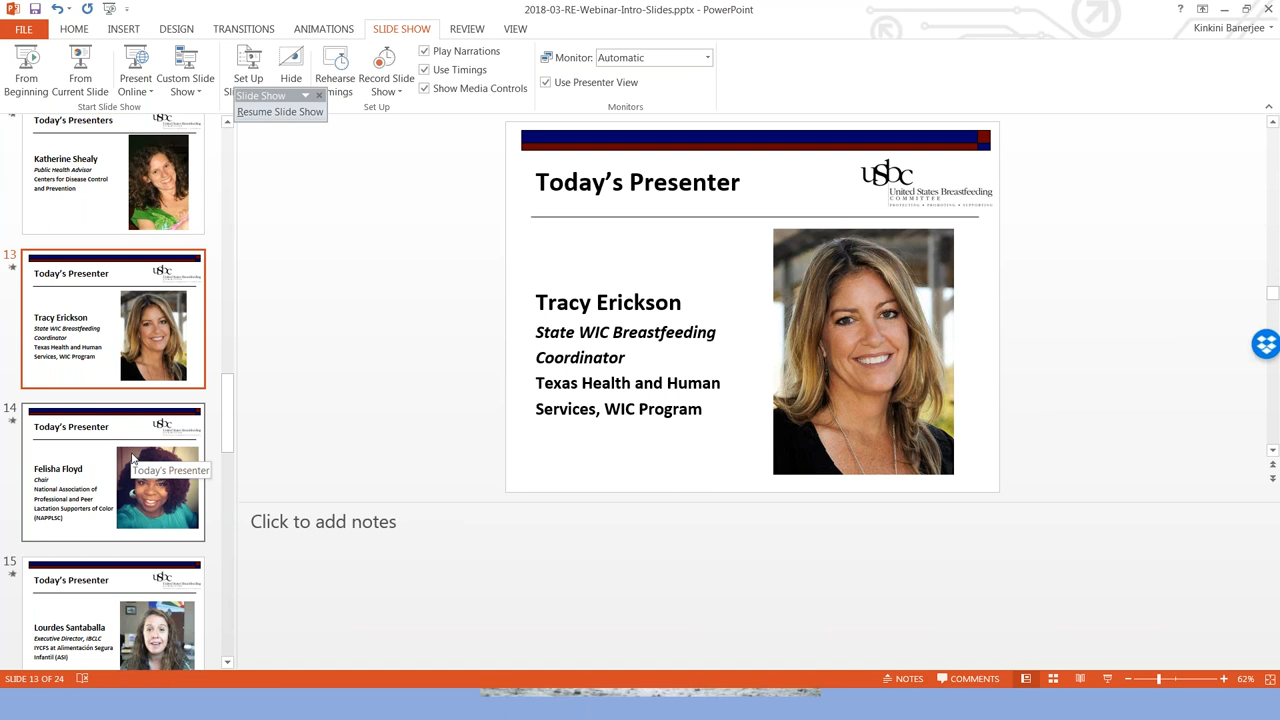 2018-03-RE-Webinar-Intro-Slides.pptx - PowerPoint
FILE HOME INSERT DESIGN TRANSITIONS ANIMATIONS SLIDE SHOW REVIEW VIEW
Kinkini Banerjee
From Beginning
From Current Slide
Present Online
Custom Slide Show
Start Slide Show
Set Up
Hide
Rehearse
Record Slide Show
Set Up
Play Narrations
Use Timings
Show Media Controls
Monitor: Automatic
Use Presenter View
Monitors
Slide Show
Resume Slide Show
Today's Presenters
usbc
Katherine Shealy
Public Health Advisor
Centers for Disease Control
and Prevention
13
Today's Presenter
usbc
Tracy Erickson
State WIC Breastfeeding
Coordinator
Texas Health and Human
Services, WIC Program
14
Today's Presenter
usbc
Felisha Floyd
Chair
National Association of
Professional and Peer
Lactation Supporters of Color
(NAPPLSC)
Today's Presenter
15
Today's Presenter
usbc
Lourdes Santaballa
Executive Director, IBCLC
IYCFS at Alimentación Segura
Infantil (ASI)
Today's Presenter
usbc
United States Breastfeeding
COMMITTEE
PROTECTING • PROMOTING • SUPPORTING
Tracy Erickson
State WIC Breastfeeding
Coordinator
Texas Health and Human
Services, WIC Program
Click to add notes
SLIDE 13 OF 24
NOTES
COMMENTS
62%